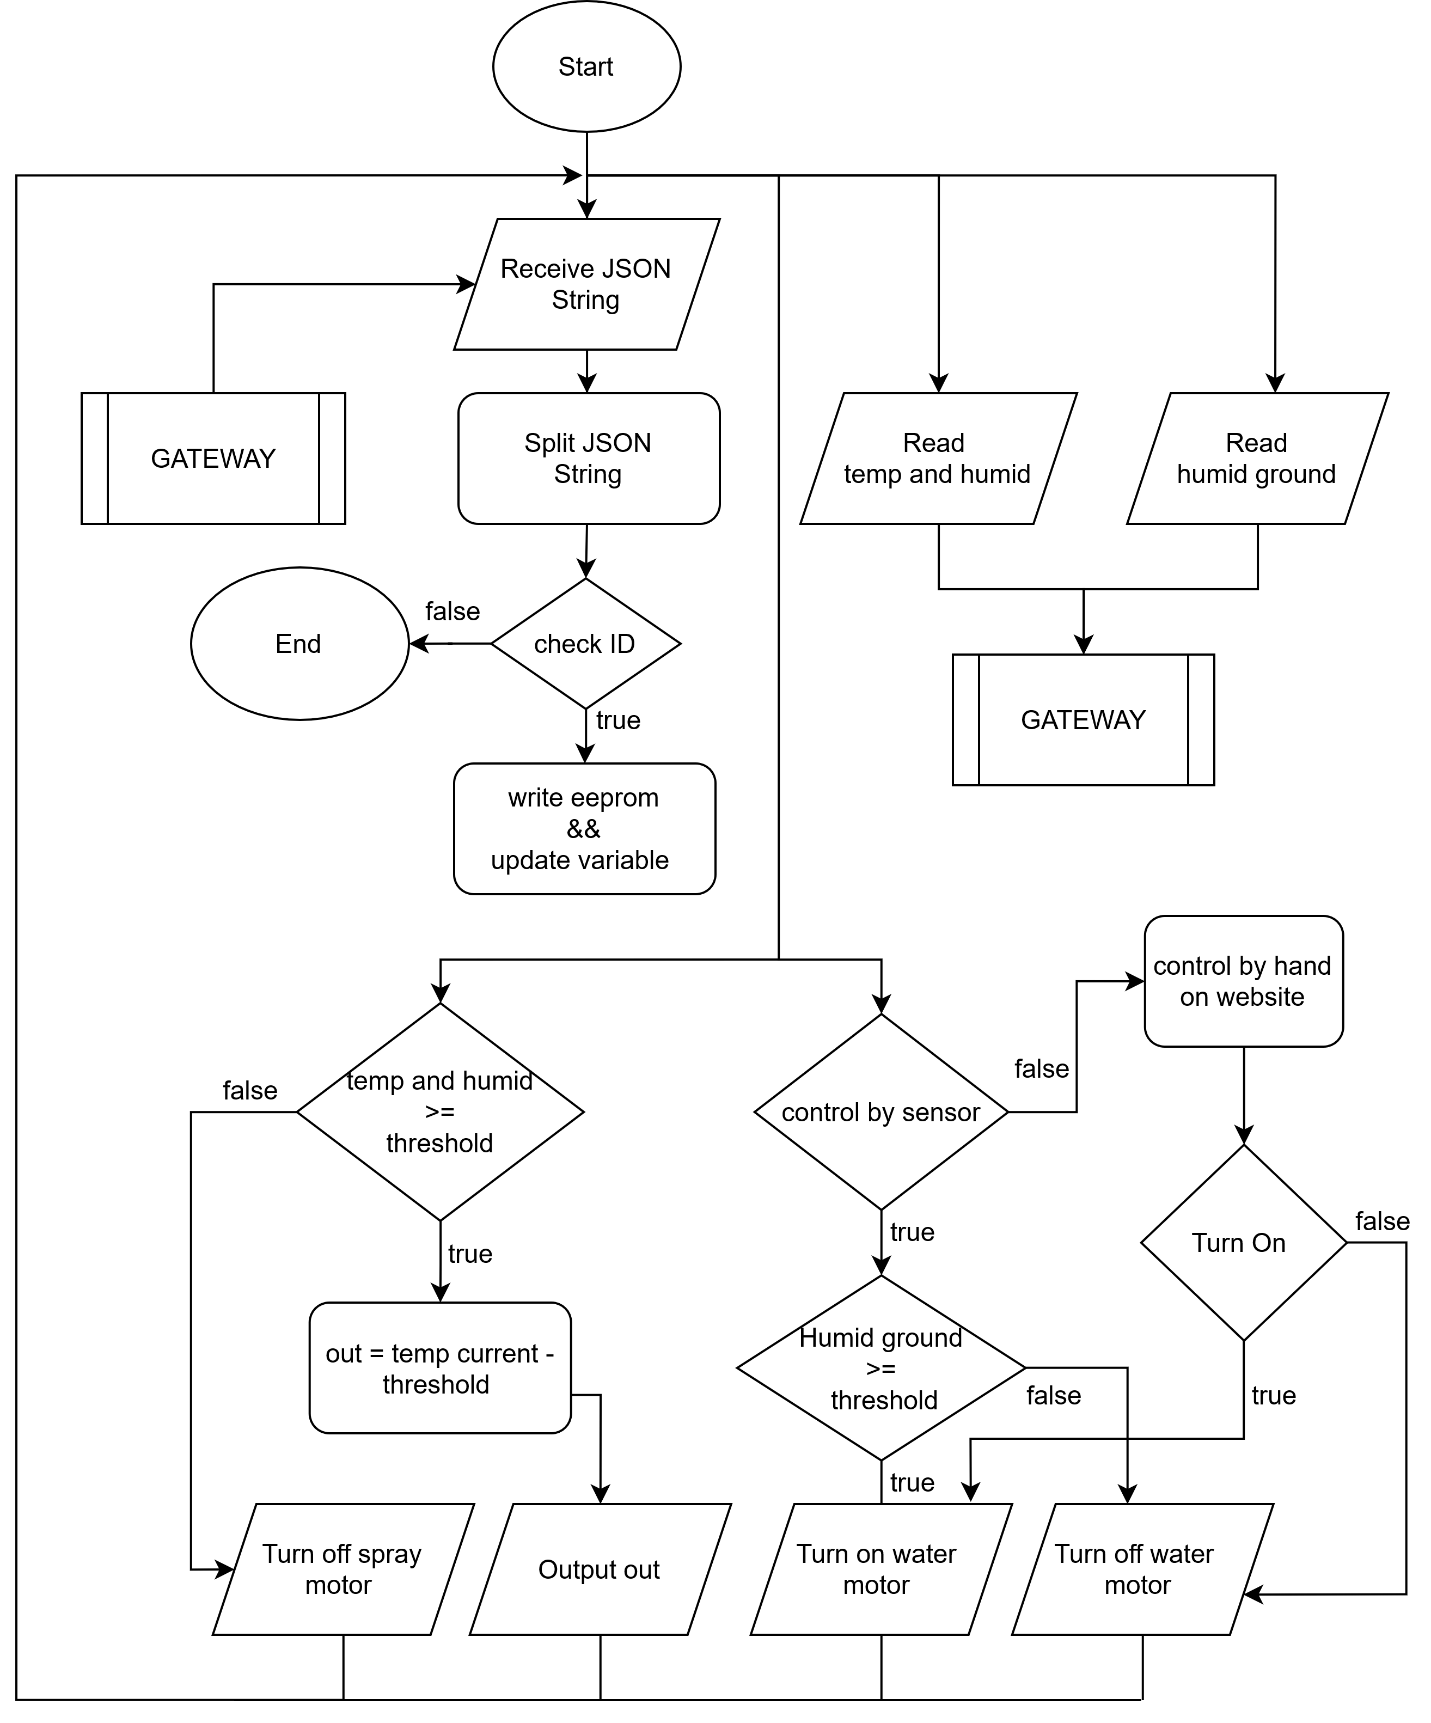 Start
Receive JSON
String
GATEWAY
Split JSON
String
Read
temp and humid
Read
humid ground
false
End
check ID
true
GATEWAY
write eeprom
&&
update variable
control by hand
on website
false
temp and humid
>=
threshold
control by sensor
false
true
true
Turn On
false
out = temp current -
threshold
Humid ground
>=
threshold
false
true
true
Turn off spray
motor
Output out
Turn on water
motor
Turn off water
motor